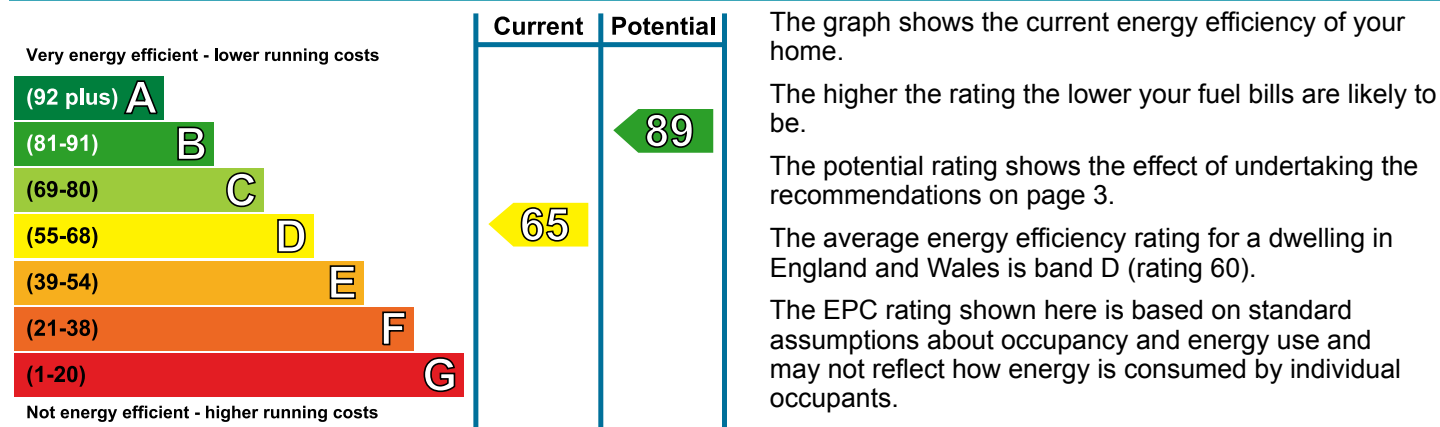 Current Potential
Very energy efficient - lower running costs
(92 plus) A
(81-91) B
89
(69-80) C
(55-68) D
65
(39-54) E
(21-38) F
(1-20) G
Not energy efficient - higher running costs
The graph shows the current energy efficiency of your
home.
The higher the rating the lower your fuel bills are likely to
be.
The potential rating shows the effect of undertaking the
recommendations on page 3.
The average energy efficiency rating for a dwelling in
England and Wales is band D (rating 60).
The EPC rating shown here is based on standard
assumptions about occupancy and energy use and
may not reflect how energy is consumed by individual
occupants.